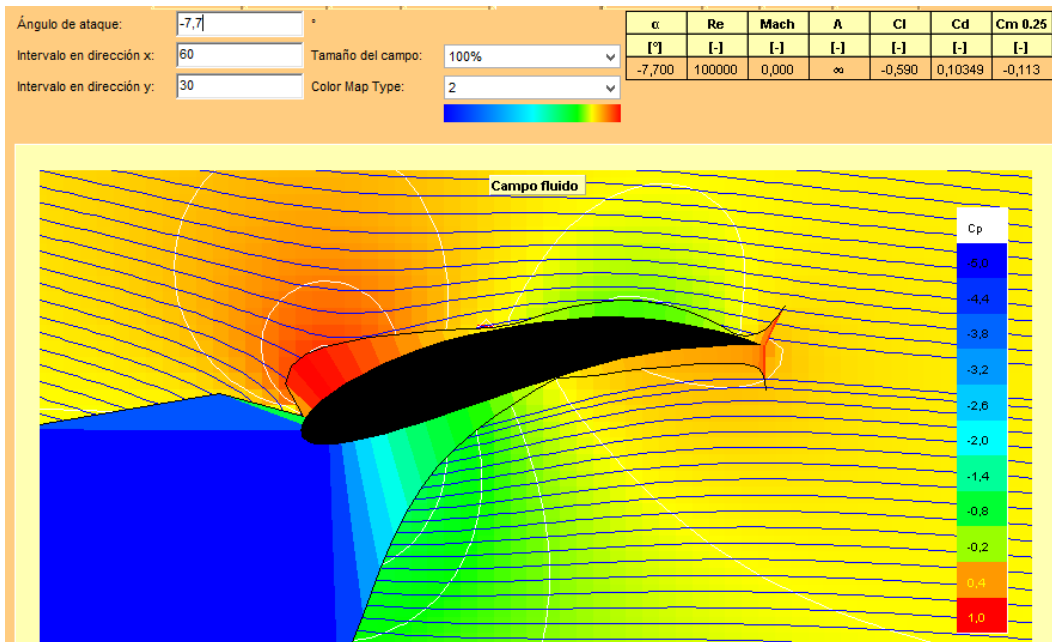 Ángulo de ataque: -7,7 °
Intervalo en dirección x: 60 Tamaño del campo: 100%
Intervalo en dirección y: 30 Color Map Type: 2
α Re Mach A Cl Cd Cm 0.25
[°] [-] [-] [-] [-] [-] [-]
-7,700 100000 0,000 ∞ -0,590 0,10349 -0,113
Campo fluido
Cp
-5,0
-4,4
-3,8
-3,2
-2,6
-2,0
-1,4
-0,8
-0,2
0,4
1,0